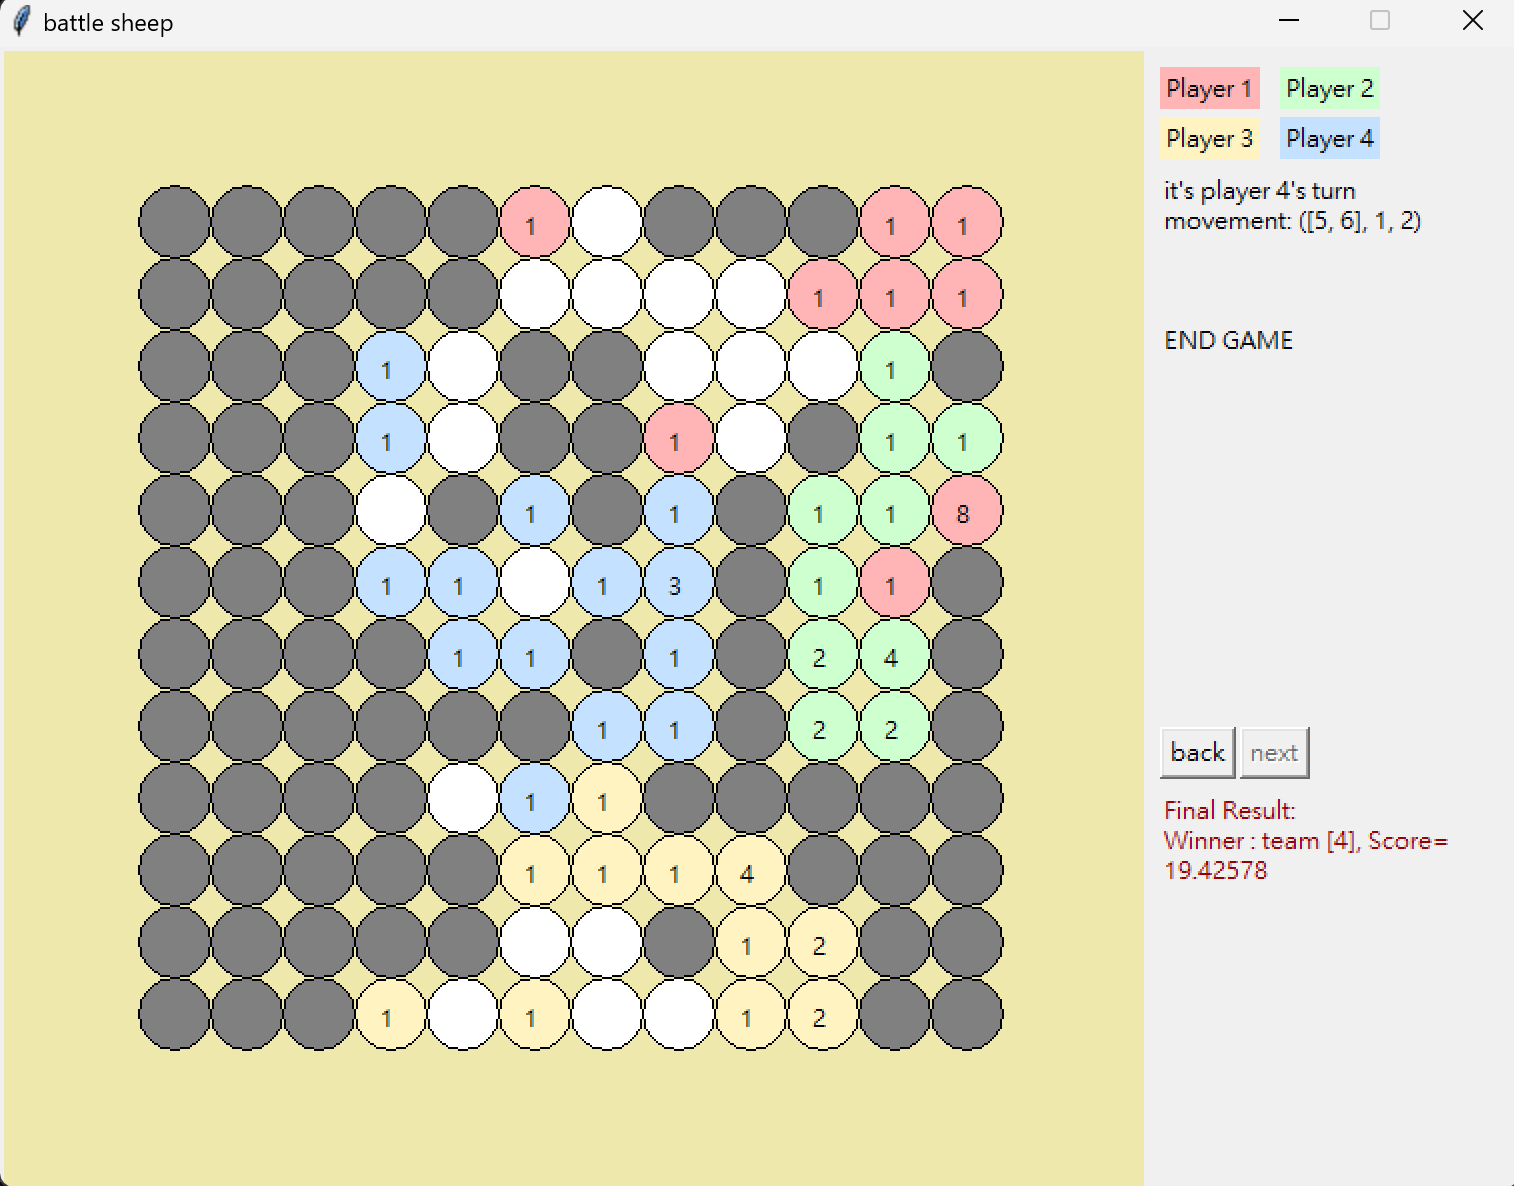 battle sheep
Player 1 Player 2
Player 3 Player 4
it's player 4's turn
movement: ([5, 6], 1, 2)
END GAME
1 1 1
1 1 1
1 1
1 1 1 1
1 1 1 1 8
1 1 1 3 1 1
1 1 1 2 4
1 1 2 2
1 1
1 1 1 4
1 2
1 1 1 2
back next
Final Result:
Winner : team [4], Score=
19.42578